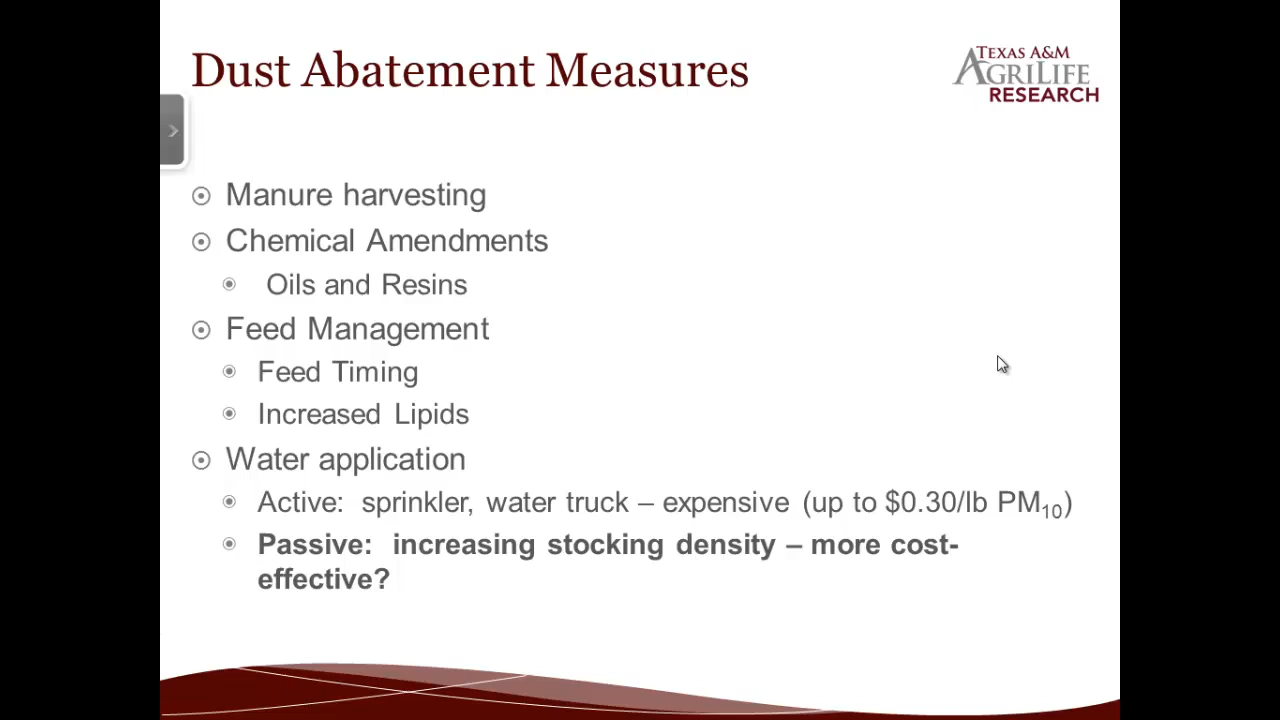 Dust Abatement Measures
TEXAS A&M
AGRILIFE
RESEARCH
Manure harvesting
Chemical Amendments
Oils and Resins
Feed Management
Feed Timing
Increased Lipids
Water application
Active: sprinkler, water truck – expensive (up to $0.30/lb PM10)
Passive: increasing stocking density – more cost-
effective?